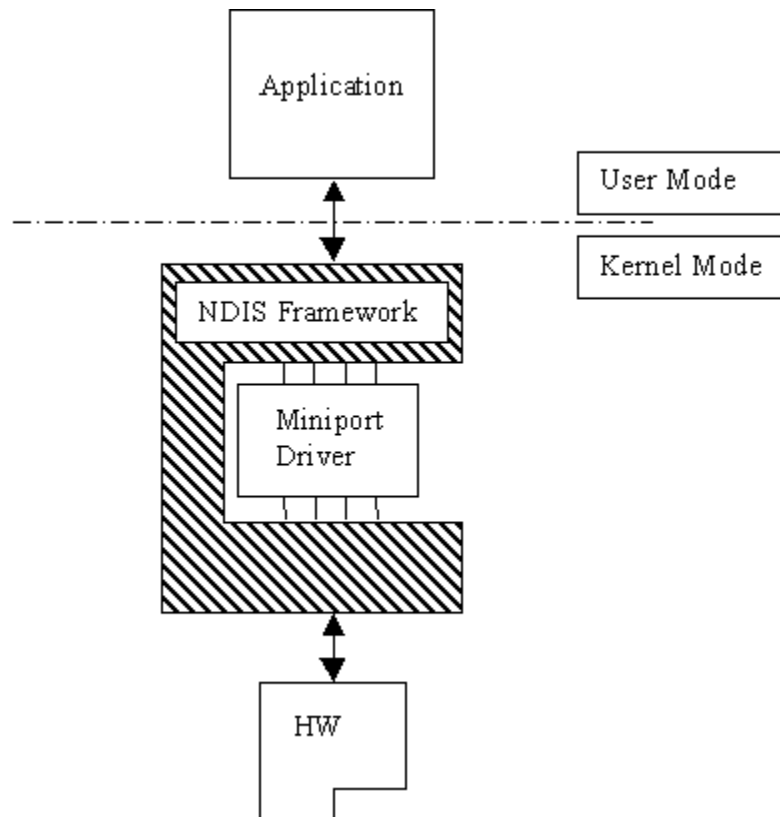 Application
User Mode
Kernel Mode
NDIS Framework
Miniport
Driver
HW